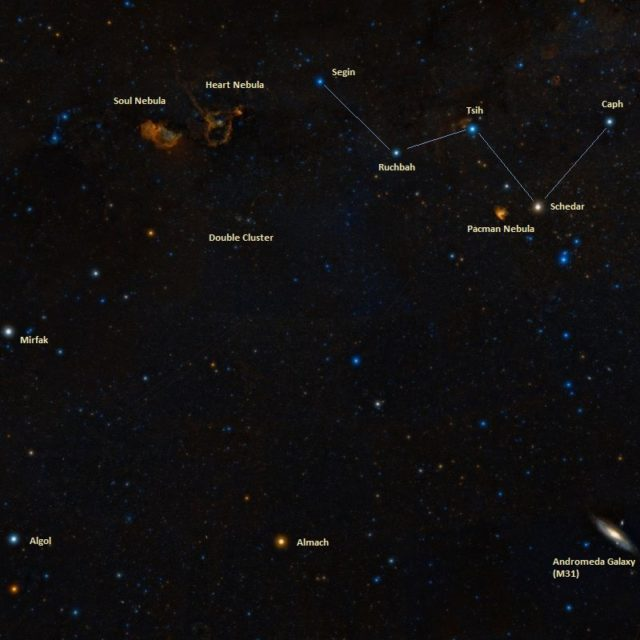 Segin
Heart Nebula
Soul Nebula
Tsih
Caph
Ruchbah
Schedar
Pacman Nebula
Double Cluster
Mirfak
Algol
Almach
Andromeda Galaxy
(M31)